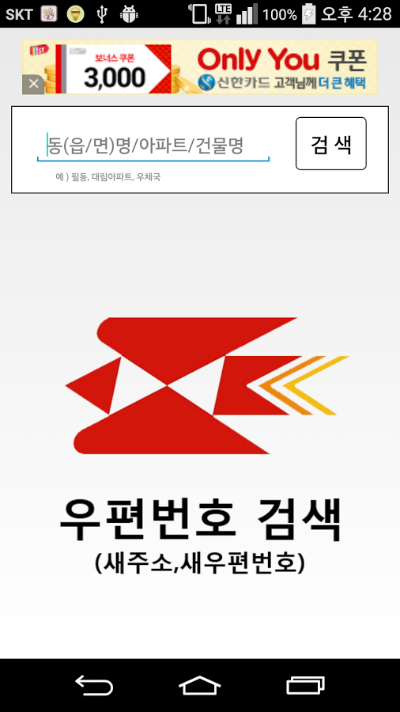 SKT LTE 100% 오후 4:28
보너스 쿠폰
3,000
Only You 쿠폰
신한카드 고객님께 더 큰 혜택
동(읍/면)명/아파트/건물명
검 색
예 ) 필동, 대림아파트, 우체국
우편번호 검색
(새주소,새우편번호)